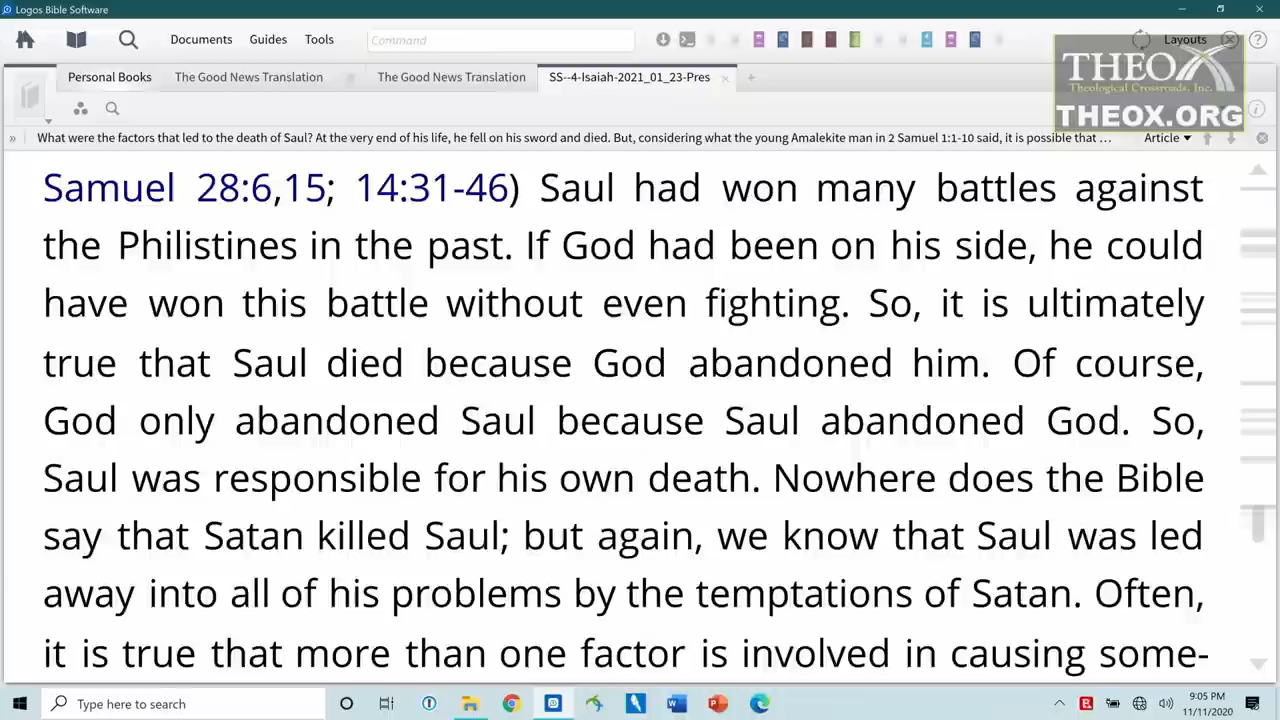 Logos Bible Software
Documents Guides Tools Command Layouts
THEOX
Theological Crossroads, Inc.
THEOX.ORG
Personal Books The Good News Translation The Good News Translation SS--4-Isaiah-2021_01_23-Pres
» What were the factors that led to the death of Saul? At the very end of his life, he fell on his sword and died. But, considering what the young Amalekite man in 2 Samuel 1:1-10 said, it is possible that ... Article
Samuel 28:6,15; 14:31-46) Saul had won many battles against
the Philistines in the past. If God had been on his side, he could
have won this battle without even fighting. So, it is ultimately
true that Saul died because God abandoned him. Of course,
God only abandoned Saul because Saul abandoned God. So,
Saul was responsible for his own death. Nowhere does the Bible
say that Satan killed Saul; but again, we know that Saul was led
away into all of his problems by the temptations of Satan. Often,
it is true that more than one factor is involved in causing some-
Type here to search
9:05 PM
11/11/2020